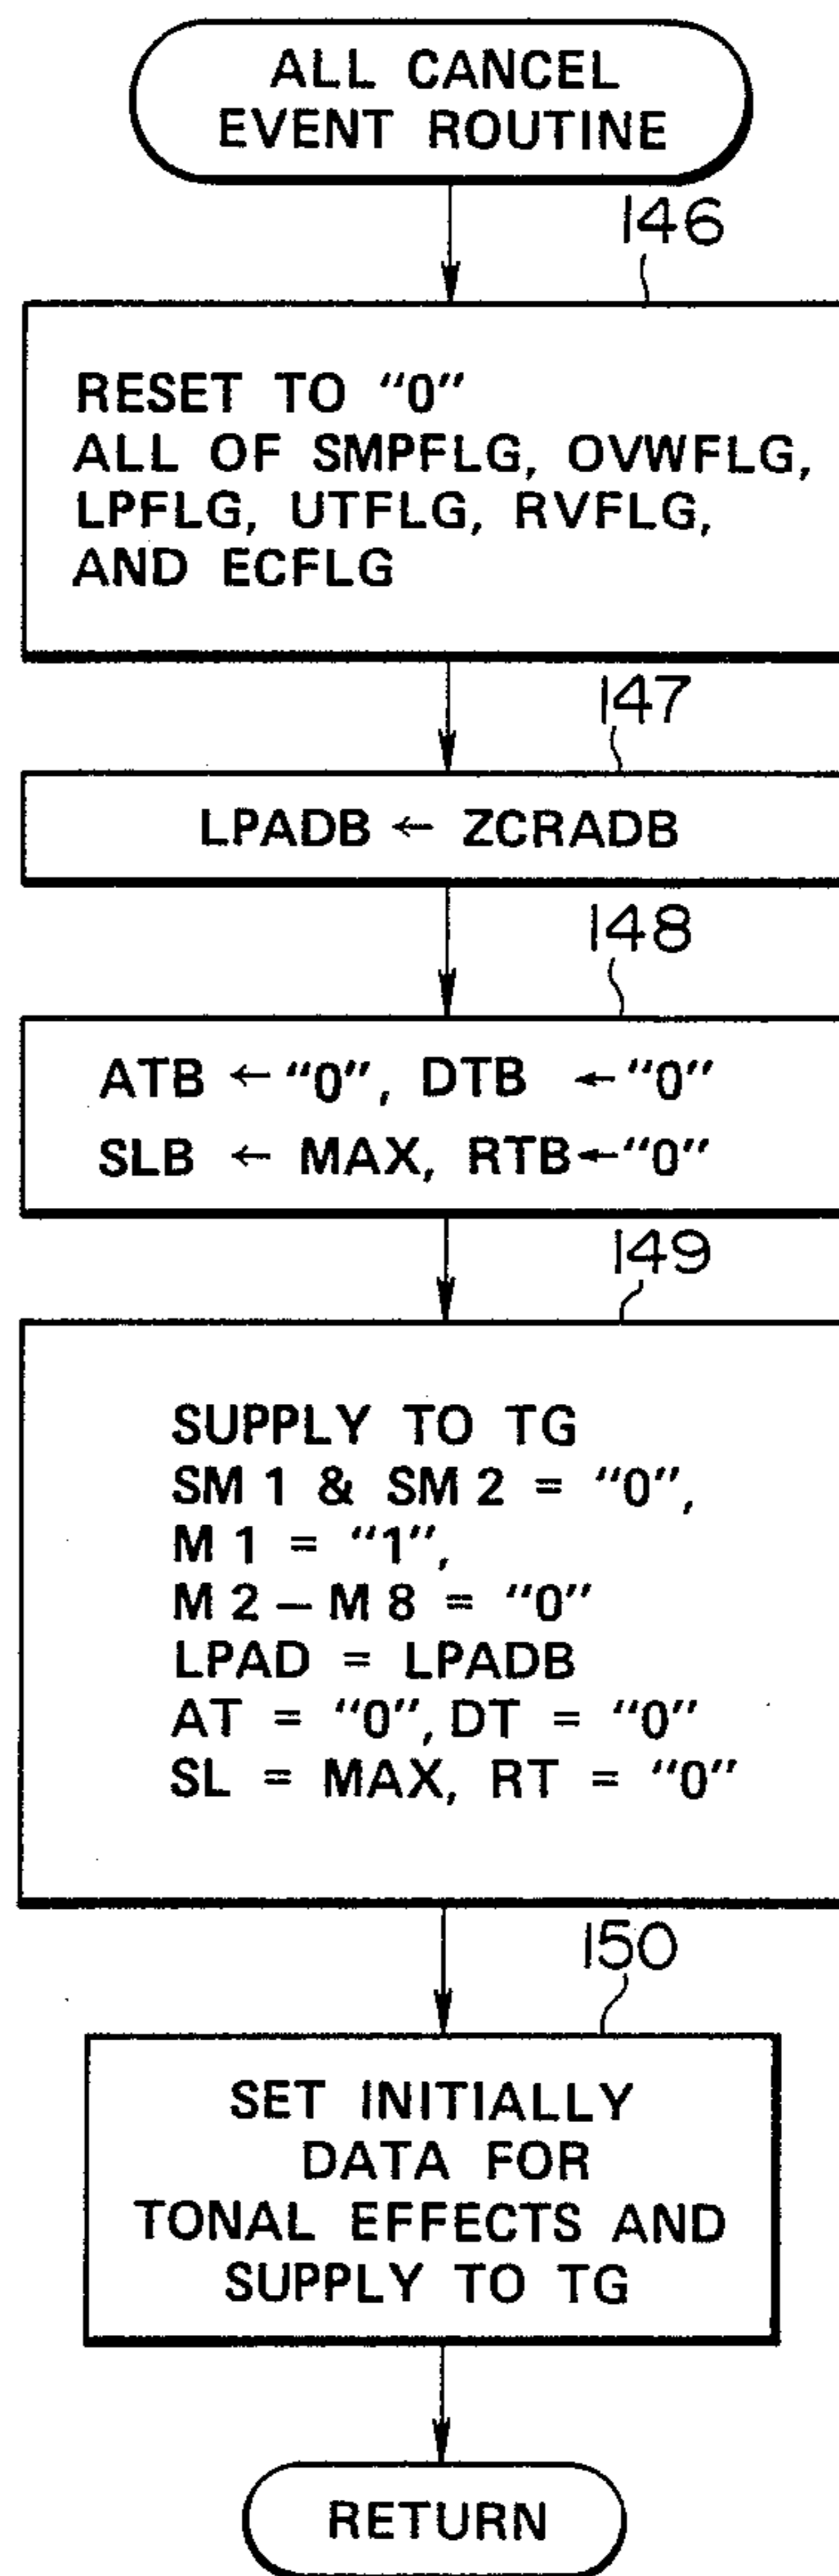 ALL CANCEL
EVENT ROUTINE
146
RESET TO “0”
ALL OF SMPFLG, OVWFLG,
LPFLG, UTFLG, RVFLG,
AND ECFLG
147
LPADB ← ZCRADB
148
ATB ← “0”, DTB ← “0”
SLB ← MAX, RTB ← “0”
149
SUPPLY TO TG
SM 1 & SM 2 = “0”,
M 1 = “1”,
M 2 – M 8 = “0”
LPAD = LPADB
AT = “0”, DT = “0”
SL = MAX, RT = “0”
150
SET INITIALLY
DATA FOR
TONAL EFFECTS AND
SUPPLY TO TG
RETURN